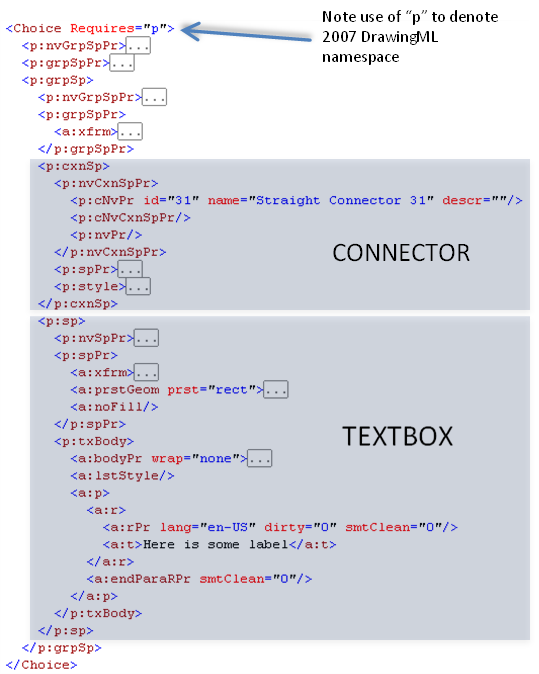 Note use of "p" to denote
2007 DrawingML
namespace
<Choice Requires="p">
<p:nvGrpSpPr>...
<p:grpSpPr>...
<p:grpSp>
<p:nvGrpSpPr>...
<p:grpSpPr>
<a:xfrm>...
</p:grpSpPr>
<p:cxnSp>
<p:nvCxnSpPr>
<p:cNvPr id="31" name="Straight Connector 31" descr=""/>
<p:cNvCxnSpPr/>
<p:nvPr/>
</p:nvCxnSpPr>
CONNECTOR
<p:spPr>...
<p:style>...
</p:cxnSp>
<p:sp>
<p:nvSpPr>...
<p:spPr>
<a:xfrm>...
<a:prstGeom prst="rect">...
<a:noFill/>
</p:spPr>
TEXTBOX
<p:txBody>
<a:bodyPr wrap="none">...
<a:lstStyle/>
<a:p>
<a:r>
<a:rPr lang="en-US" dirty="0" smtClean="0"/>
<a:t>Here is some label</a:t>
</a:r>
<a:endParaRPr smtClean="0"/>
</a:p>
</p:txBody>
</p:sp>
</p:grpSp>
</Choice>